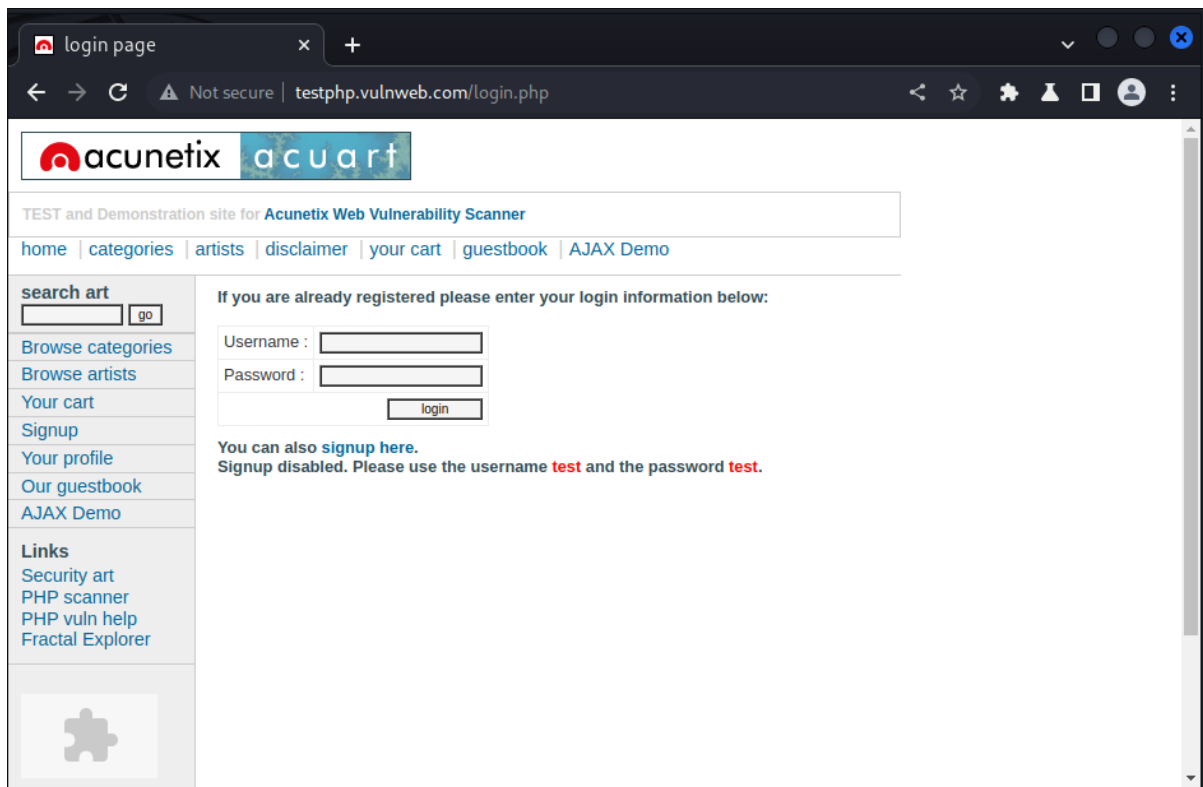 login page
Not secure | testphp.vulnweb.com/login.php
acunetix acuart
TEST and Demonstration site for Acunetix Web Vulnerability Scanner
home | categories | artists | disclaimer | your cart | guestbook | AJAX Demo
search art
go
Browse categories
Browse artists
Your cart
Signup
Your profile
Our guestbook
AJAX Demo
Links
Security art
PHP scanner
PHP vuln help
Fractal Explorer
If you are already registered please enter your login information below:
Username :
Password :
login
You can also signup here.
Signup disabled. Please use the username test and the password test.